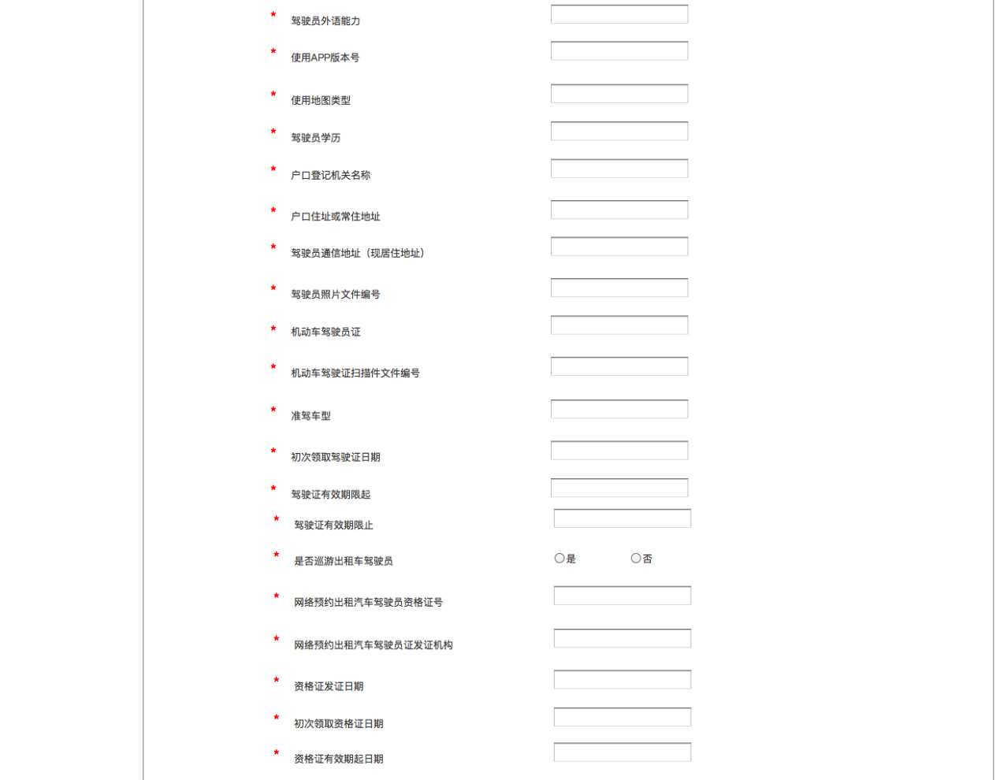 * 驾驶员外语能力
* 使用APP版本号
* 使用地图类型
* 驾驶员学历
* 户口登记机关名称
* 户口住址或常住地址
* 驾驶员通信地址（现居住地址）
* 驾驶员照片文件编号
* 机动车驾驶员证
* 机动车驾驶证扫描件文件编号
* 准驾车型
* 初次领取驾驶证日期
* 驾驶证有效期限起
* 驾驶证有效期限止
* 是否巡游出租车驾驶员 是 否
* 网络预约出租汽车驾驶员资格证号
* 网络预约出租汽车驾驶员证发证机构
* 资格证发证日期
* 初次领取资格证日期
* 资格证有效期起日期